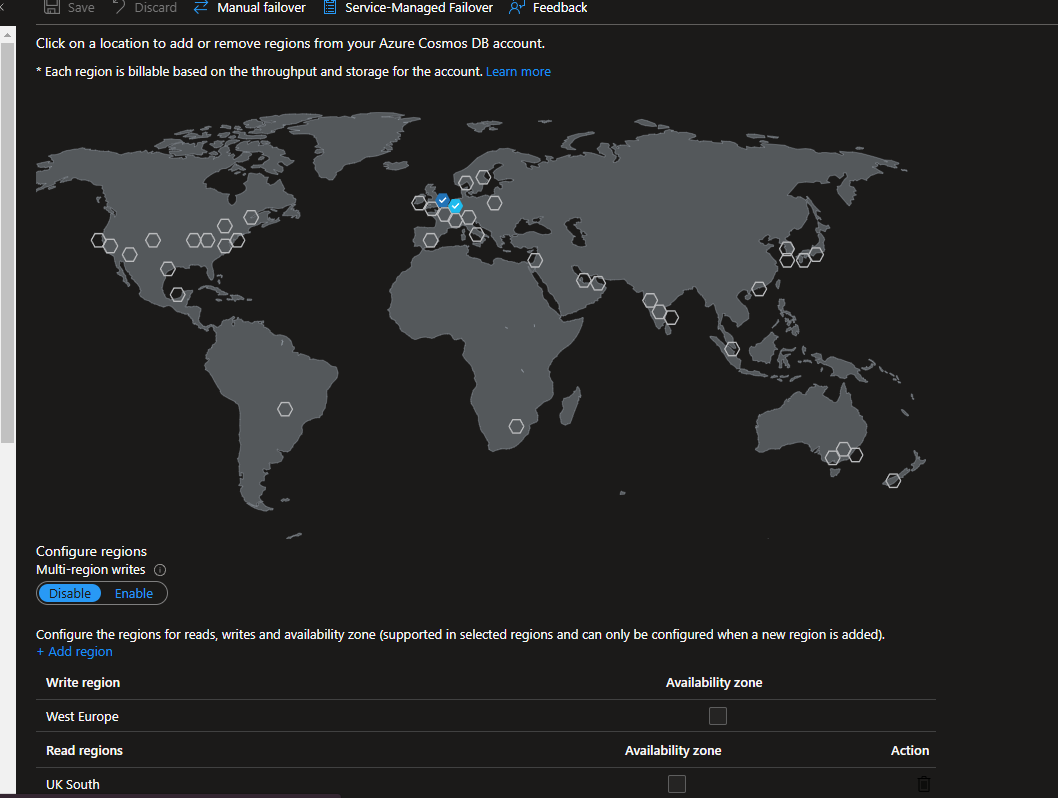 Save Discard Manual failover Service-Managed Failover Feedback
Click on a location to add or remove regions from your Azure Cosmos DB account.
* Each region is billable based on the throughput and storage for the account. Learn more
Configure regions
Multi-region writes
Disable Enable
Configure the regions for reads, writes and availability zone (supported in selected regions and can only be configured when a new region is added).
+ Add region
Write region Availability zone
West Europe
Read regions Availability zone Action
UK South